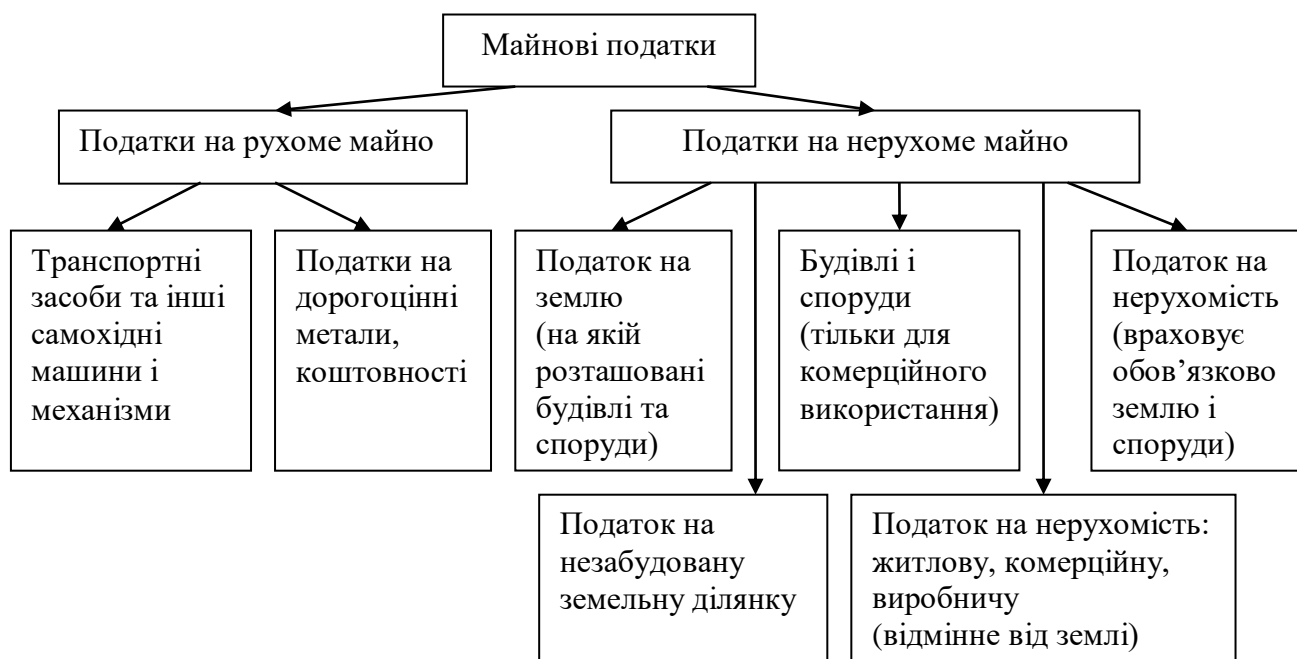 Майнові податки
Податки на рухоме майно
Податки на нерухоме майно
Транспортні
засоби та інші
самохідні
машини і
механізми
Податки на
дорогоцінні
метали,
коштовності
Податок на
землю
(на якій
розташовані
будівлі та
споруди)
Будівлі і
споруди
(тільки для
комерційного
використання)
Податок на
нерухомість
(враховує
обов’язково
землю і
споруди)
Податок на
незабудовану
земельну ділянку
Податок на нерухомість:
житлову, комерційну,
виробничу
(відмінне від землі)